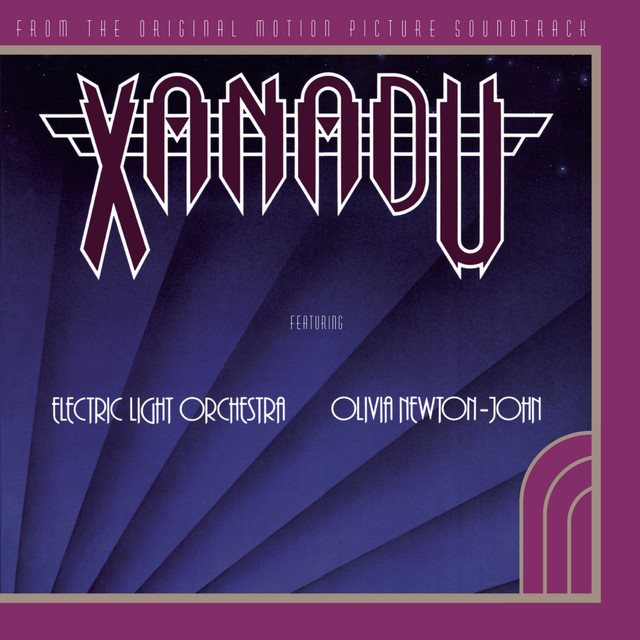 FROM THE ORIGINAL MOTION PICTURE SOUNDTRACK
XANADU
FEATURING
ELECTRIC LIGHT ORCHESTRA OLIVIA NEWTON-JOHN